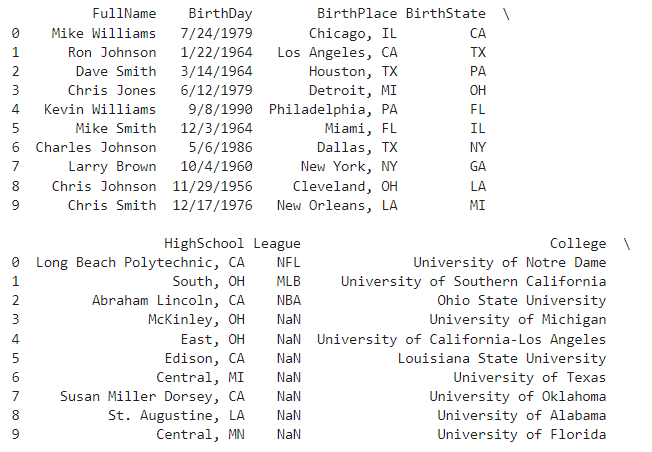 FullName BirthDay BirthPlace BirthState \
0 Mike Williams 7/24/1979 Chicago, IL CA
1 Ron Johnson 1/22/1964 Los Angeles, CA TX
2 Dave Smith 3/14/1964 Houston, TX PA
3 Chris Jones 6/12/1979 Detroit, MI OH
4 Kevin Williams 9/8/1990 Philadelphia, PA FL
5 Mike Smith 12/3/1964 Miami, FL IL
6 Charles Johnson 5/6/1986 Dallas, TX NY
7 Larry Brown 10/4/1960 New York, NY GA
8 Chris Johnson 11/29/1956 Cleveland, OH LA
9 Chris Smith 12/17/1976 New Orleans, LA MI
HighSchool League College \
0 Long Beach Polytechnic, CA NFL University of Notre Dame
1 South, OH MLB University of Southern California
2 Abraham Lincoln, CA NBA Ohio State University
3 McKinley, OH NaN University of Michigan
4 East, OH NaN University of California-Los Angeles
5 Edison, CA NaN Louisiana State University
6 Central, MI NaN University of Texas
7 Susan Miller Dorsey, CA NaN University of Oklahoma
8 St. Augustine, LA NaN University of Alabama
9 Central, MN NaN University of Florida